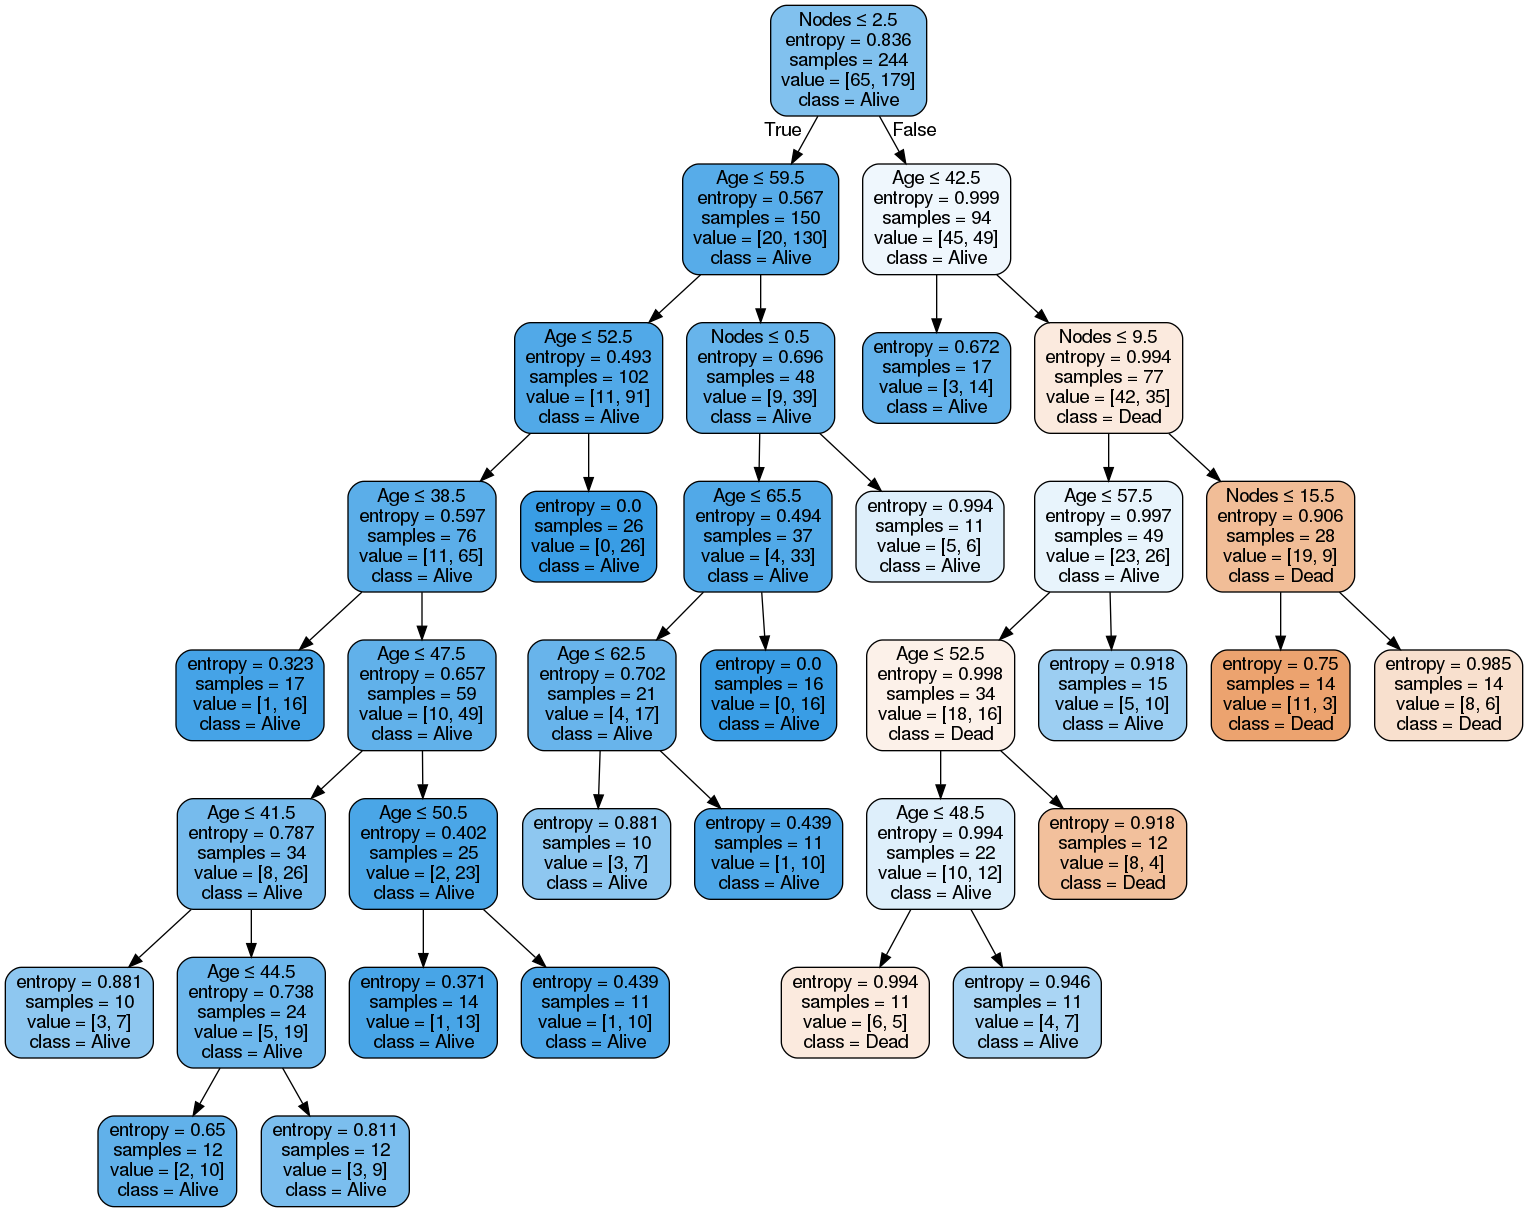 Nodes ≤ 2.5
entropy = 0.836
samples = 244
value = [65, 179]
class = Alive
True
False
Age ≤ 59.5
entropy = 0.567
samples = 150
value = [20, 130]
class = Alive
Age ≤ 42.5
entropy = 0.999
samples = 94
value = [45, 49]
class = Alive
Age ≤ 52.5
entropy = 0.493
samples = 102
value = [11, 91]
class = Alive
Nodes ≤ 0.5
entropy = 0.696
samples = 48
value = [9, 39]
class = Alive
entropy = 0.672
samples = 17
value = [3, 14]
class = Alive
Nodes ≤ 9.5
entropy = 0.994
samples = 77
value = [42, 35]
class = Dead
Age ≤ 38.5
entropy = 0.597
samples = 76
value = [11, 65]
class = Alive
entropy = 0.0
samples = 26
value = [0, 26]
class = Alive
Age ≤ 65.5
entropy = 0.494
samples = 37
value = [4, 33]
class = Alive
entropy = 0.994
samples = 11
value = [5, 6]
class = Alive
Age ≤ 57.5
entropy = 0.997
samples = 49
value = [23, 26]
class = Alive
Nodes ≤ 15.5
entropy = 0.906
samples = 28
value = [19, 9]
class = Dead
entropy = 0.323
samples = 17
value = [1, 16]
class = Alive
Age ≤ 47.5
entropy = 0.657
samples = 59
value = [10, 49]
class = Alive
Age ≤ 62.5
entropy = 0.702
samples = 21
value = [4, 17]
class = Alive
entropy = 0.0
samples = 16
value = [0, 16]
class = Alive
Age ≤ 52.5
entropy = 0.998
samples = 34
value = [18, 16]
class = Dead
entropy = 0.918
samples = 15
value = [5, 10]
class = Alive
entropy = 0.75
samples = 14
value = [11, 3]
class = Dead
entropy = 0.985
samples = 14
value = [8, 6]
class = Dead
Age ≤ 41.5
entropy = 0.787
samples = 34
value = [8, 26]
class = Alive
Age ≤ 50.5
entropy = 0.402
samples = 25
value = [2, 23]
class = Alive
entropy = 0.881
samples = 10
value = [3, 7]
class = Alive
entropy = 0.439
samples = 11
value = [1, 10]
class = Alive
Age ≤ 48.5
entropy = 0.994
samples = 22
value = [10, 12]
class = Alive
entropy = 0.918
samples = 12
value = [8, 4]
class = Dead
entropy = 0.881
samples = 10
value = [3, 7]
class = Alive
Age ≤ 44.5
entropy = 0.738
samples = 24
value = [5, 19]
class = Alive
entropy = 0.371
samples = 14
value = [1, 13]
class = Alive
entropy = 0.439
samples = 11
value = [1, 10]
class = Alive
entropy = 0.994
samples = 11
value = [6, 5]
class = Dead
entropy = 0.946
samples = 11
value = [4, 7]
class = Alive
entropy = 0.65
samples = 12
value = [2, 10]
class = Alive
entropy = 0.811
samples = 12
value = [3, 9]
class = Alive